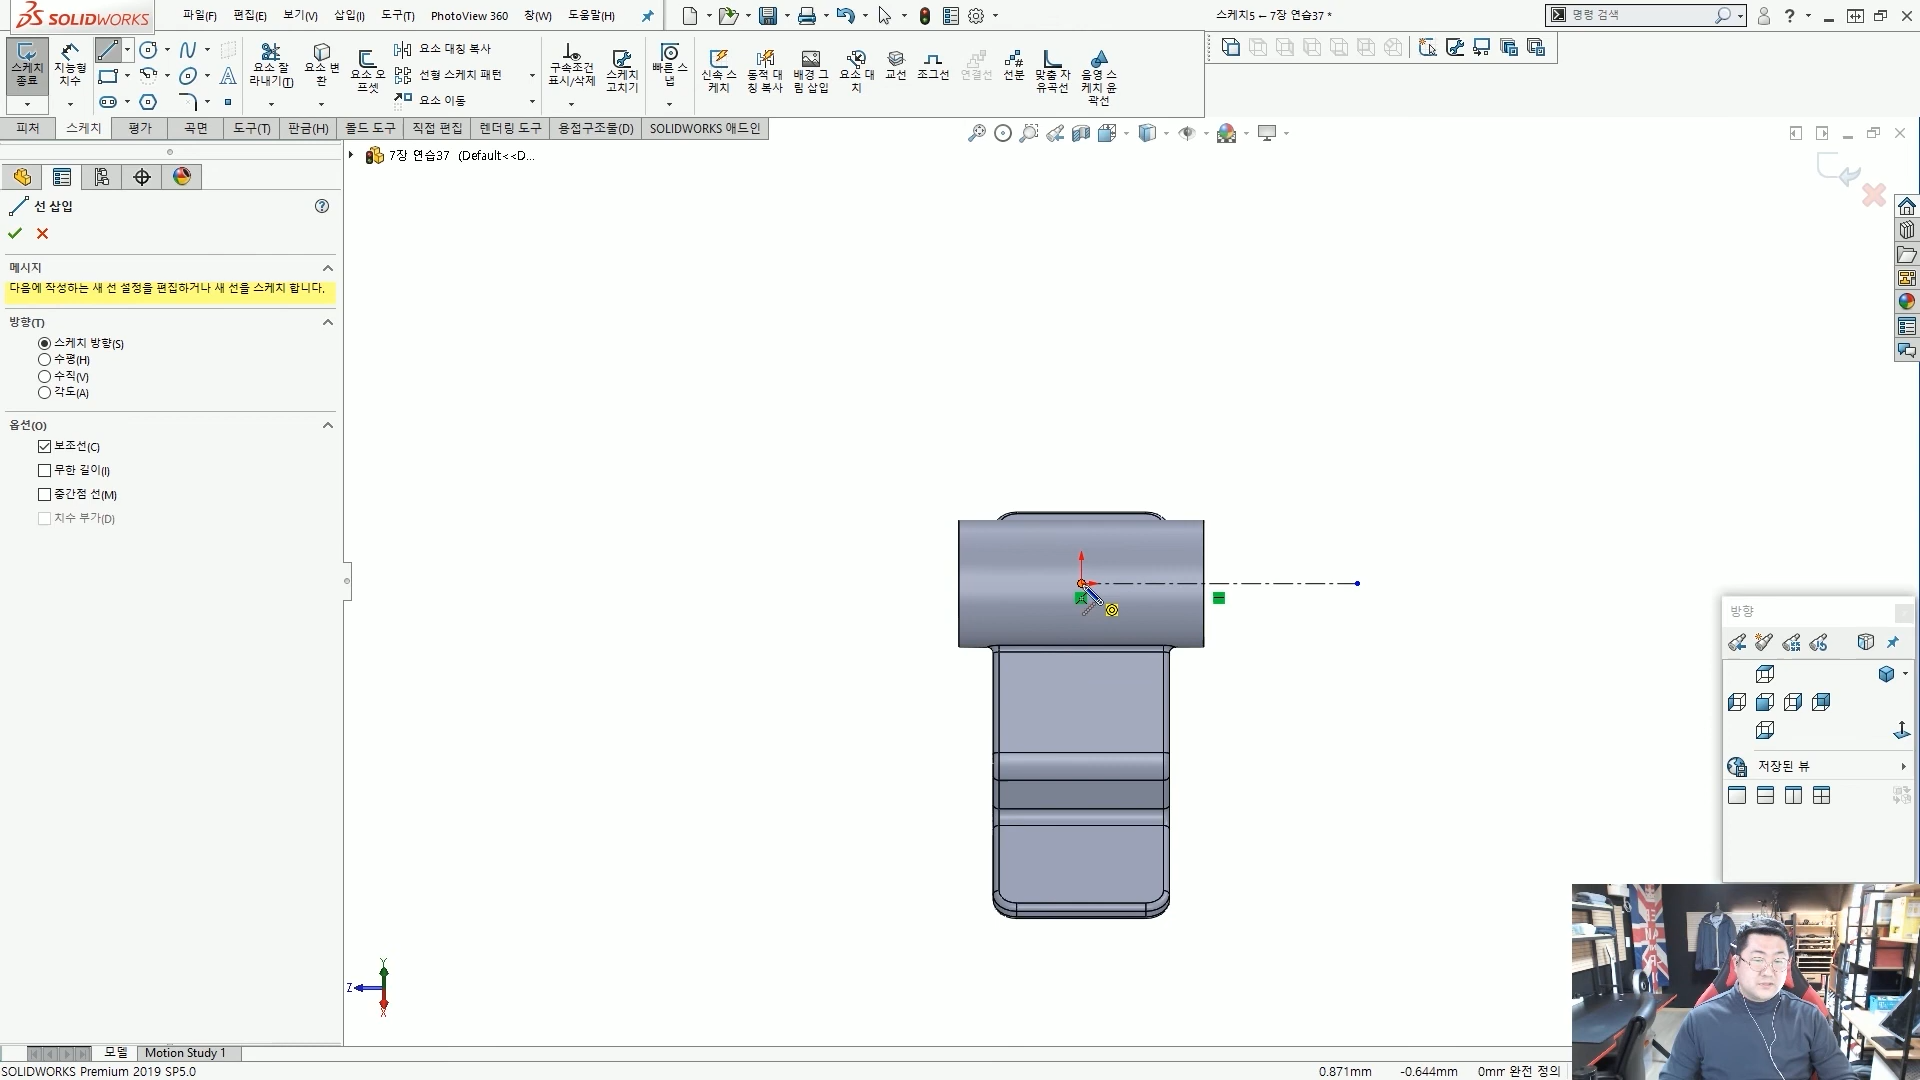 SOLIDWORKS
파일(F) 편집(E) 보기(V) 삽입(I) 도구(T) PhotoView 360 창(W) 도움말(H)
스케치5 ← 7장 연습37 *
명령 검색
스케치 종료
지능형 치수
요소 잘라내기(T)
요소 변환
요소 오프셋
요소 대칭 복사
선형 스케치 패턴
요소 이동
구속조건 표시/삭제
스케치 고치기
빠른 스냅
신속 스케치
동적 대칭 복사
배경 그림 삽입
요소 대치
교선
조그선
연결선
선분
맞춤 자유곡선
음영 스케치 윤곽선
피처 스케치 평가 곡면 도구(T) 판금(H) 몰드 도구 직접 편집 렌더링 도구 용접구조물(D) SOLIDWORKS 애드인
7장 연습37 (Default<<D...
선 삽입
메시지
다음에 작성하는 새 선 설정을 편집하거나 새 선을 스케치 합니다.
방향(T)
스케치 방향(S)
수평(H)
수직(V)
각도(A)
옵션(O)
보조선(C)
무한 길이(I)
중간점 선(M)
치수 부가(D)
방향
저장된 뷰
Y
Z
X
모델 Motion Study 1
SOLIDWORKS Premium 2019 SP5.0
0.871mm -0.644mm 0mm 완전 정의